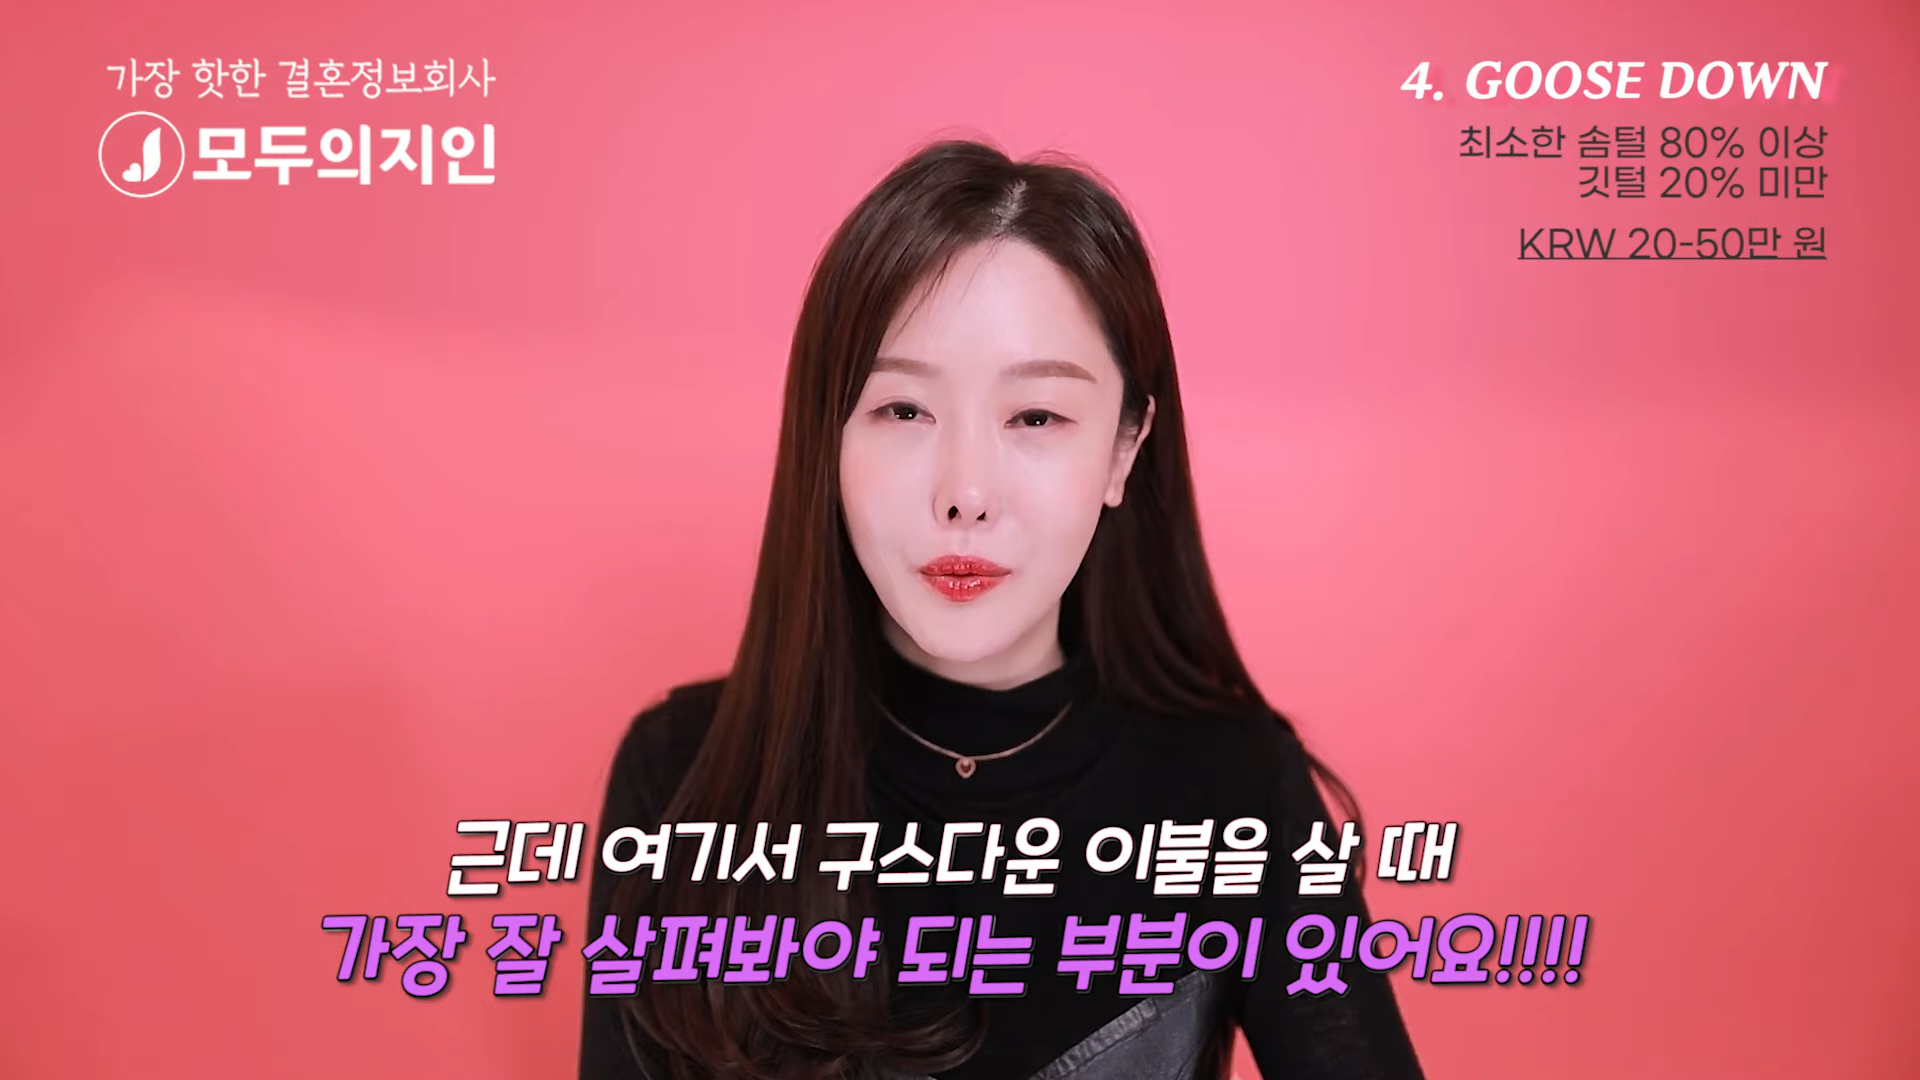 가장 핫한 결혼정보회사
모두의지인
4. GOOSE DOWN
최소한 솜털 80% 이상
깃털 20% 미만
KRW 20-50만 원
근데 여기서 구스다운 이불을 살 때
가장 잘 살펴봐야 되는 부분이 있어요!!!!